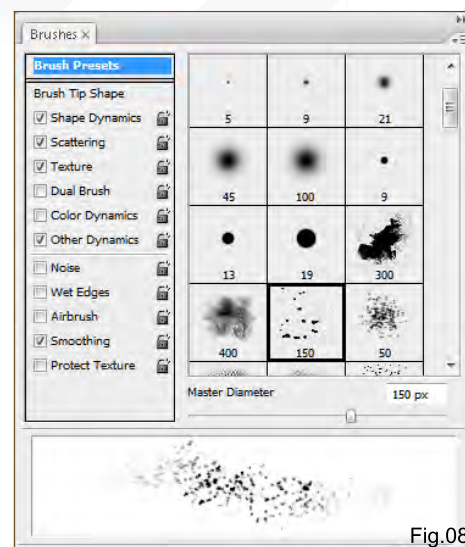 Brushes ×
Brush Presets
Brush Tip Shape
Shape Dynamics
Scattering
Texture
Dual Brush
Color Dynamics
Other Dynamics
Noise
Wet Edges
Airbrush
Smoothing
Protect Texture
5 9 21
45 100 9
13 19 300
400 150 50
Master Diameter 150 px
Fig.08